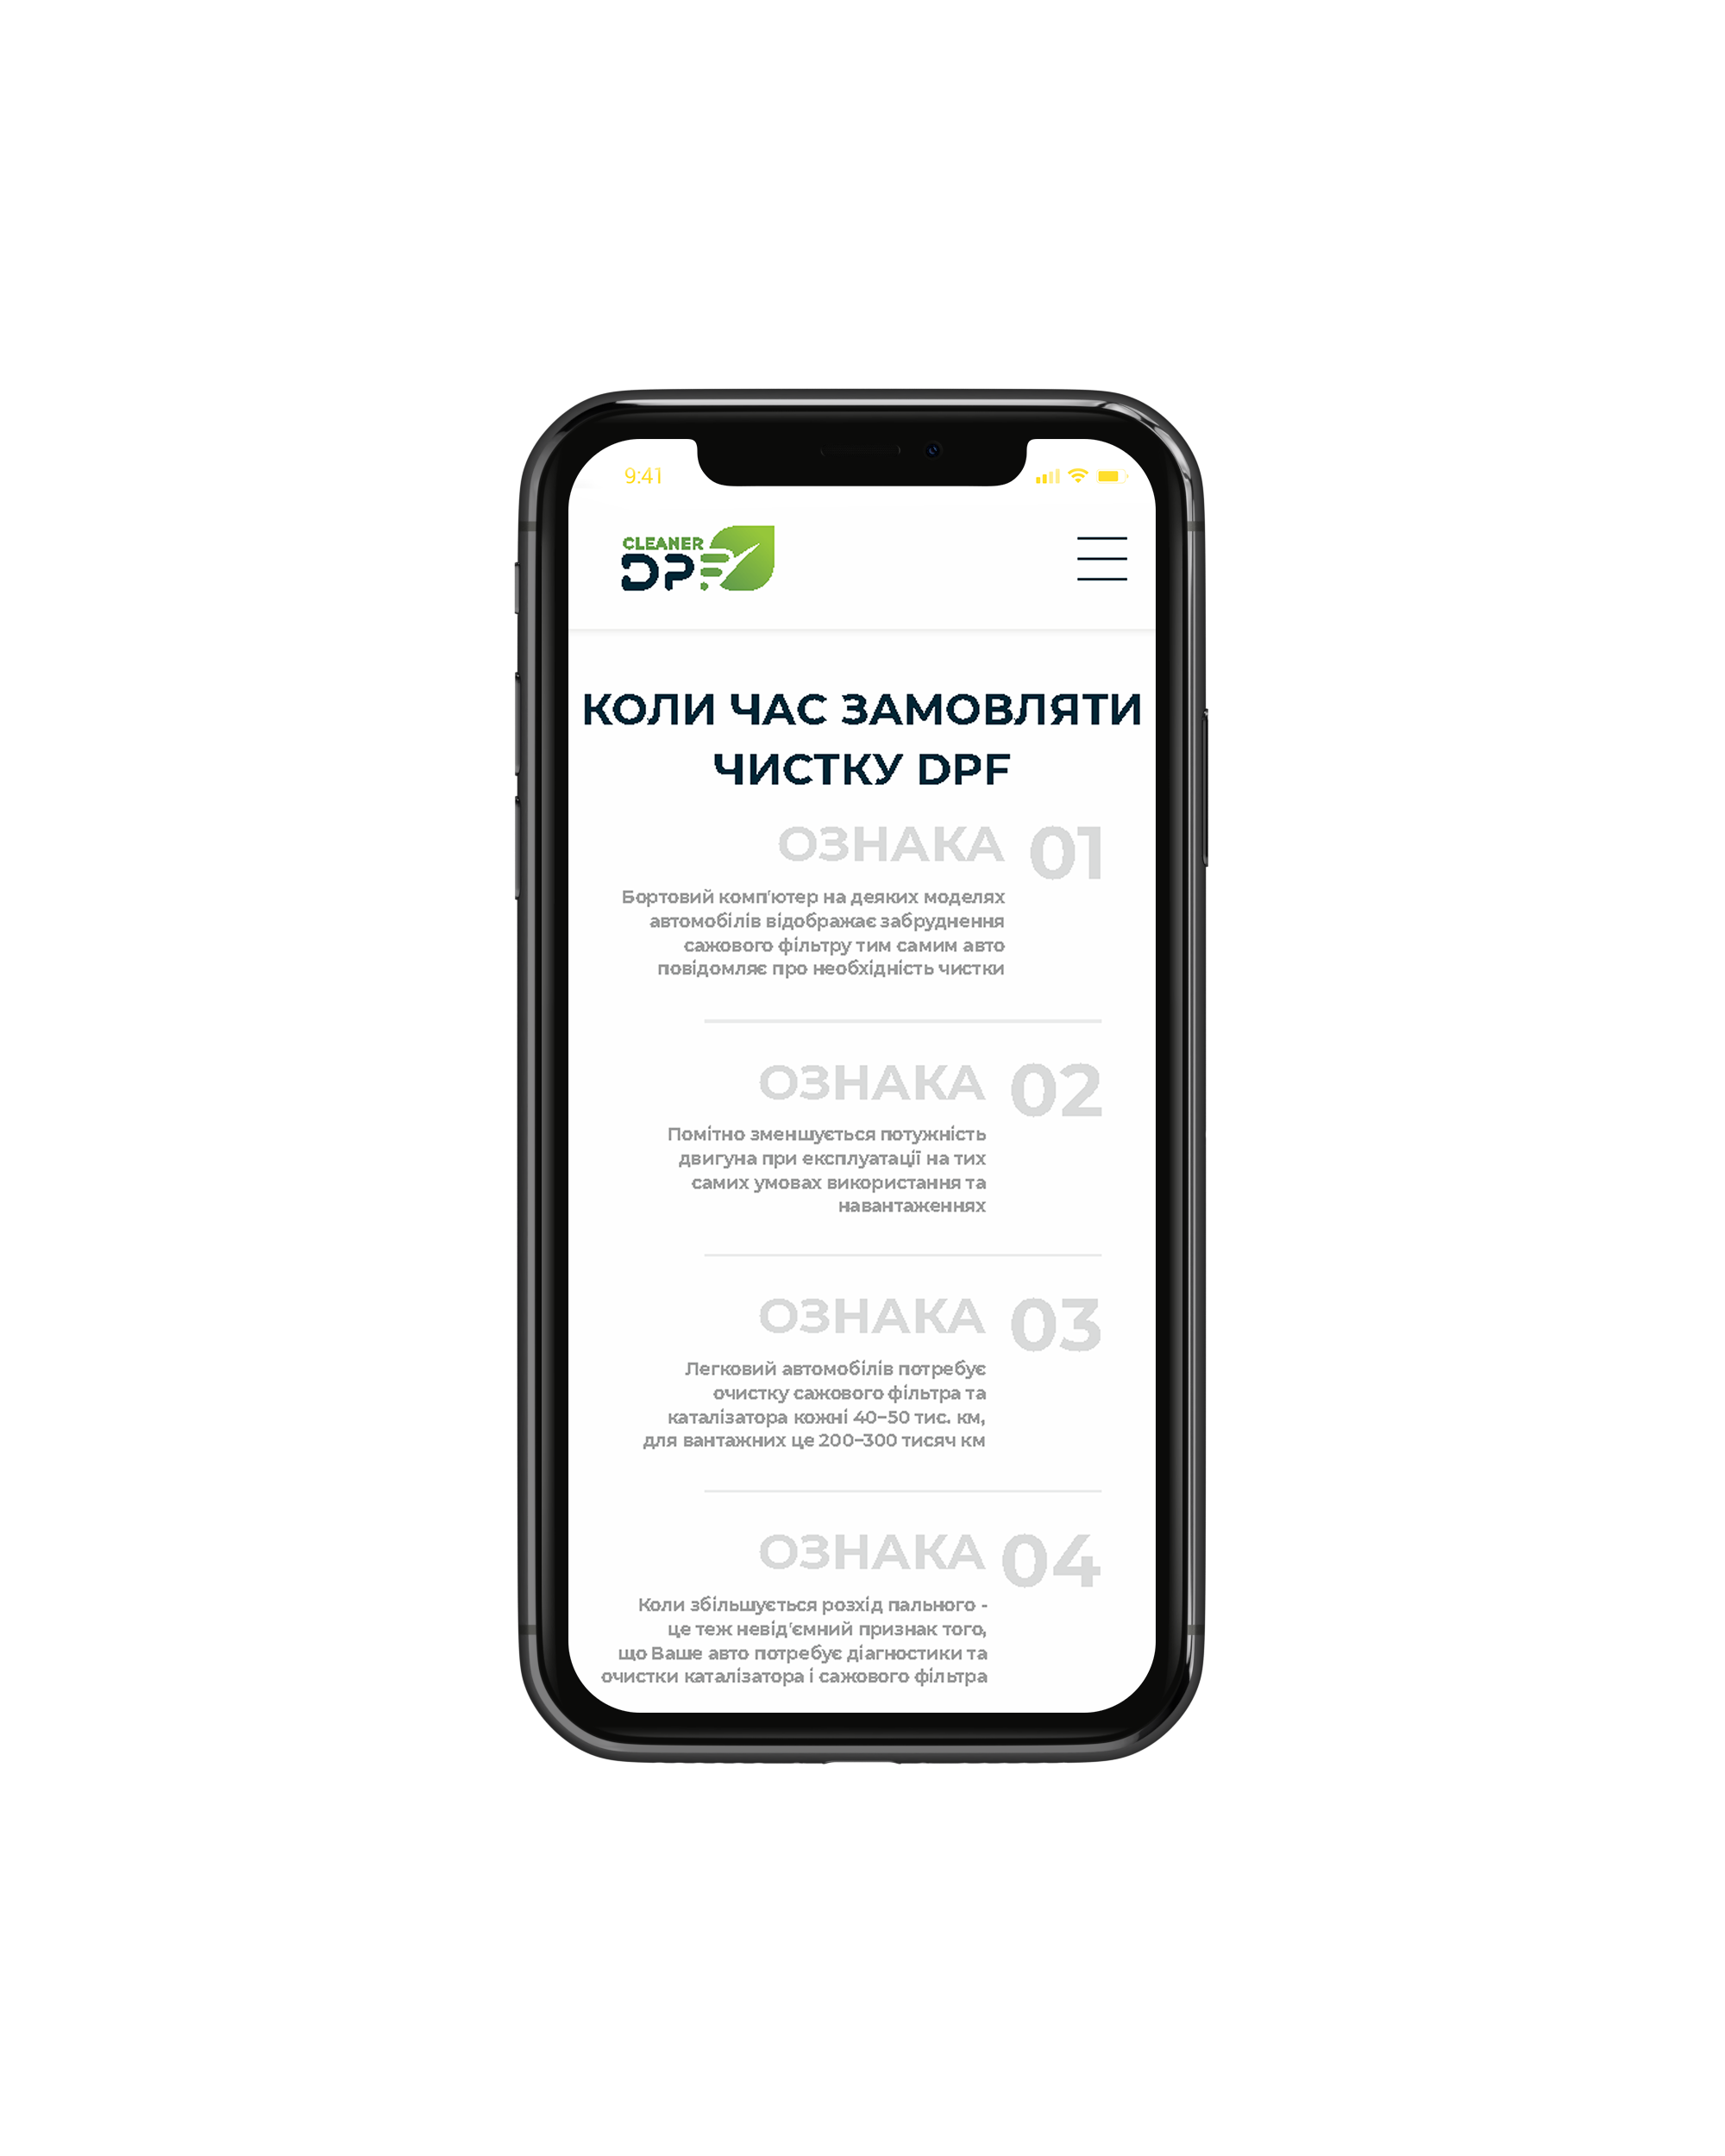 9:41
CLEANER
DPF
КОЛИ ЧАС ЗАМОВЛЯТИ
ЧИСТКУ DPF
ОЗНАКА 01
Бортовий комп'ютер на деяких моделях
автомобілів відображає забруднення
сажового фільтру тим самим авто
повідомляє про необхідність чистки
ОЗНАКА 02
Помітно зменшується потужність
двигуна при експлуатації на тих
самих умовах використання та
навантаженнях
ОЗНАКА 03
Легковий автомобілів потребує
очистку сажового фільтра та
каталізатора кожні 40-50 тис. км,
для вантажних це 200-300 тисяч км
ОЗНАКА 04
Коли збільшується розхід пального -
це теж невід'ємний признак того,
що Ваше авто потребує діагностики та
очистки каталізатора і сажового фільтра